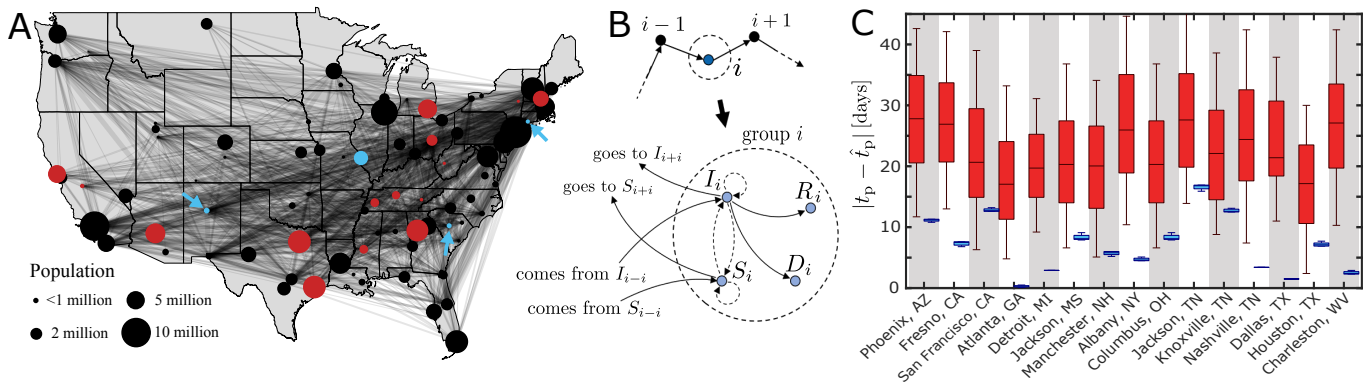 A
Population
<1 million
5 million
2 million
10 million
B
i − 1
i + 1
i
group i
goes to I_{i+i}
goes to S_{i+i}
I_i
R_i
S_i
D_i
comes from I_{i−i}
comes from S_{i−i}
C
|t_p − t̂_p| [days]
40
30
20
10
0
Phoenix, AZ
Fresno, CA
San Francisco, CA
Atlanta, GA
Detroit, MI
Jackson, MS
Manchester, NH
Albany, NY
Columbus, OH
Jackson, TN
Knoxville, TN
Nashville, TN
Dallas, TX
Houston, TX
Charleston, WV